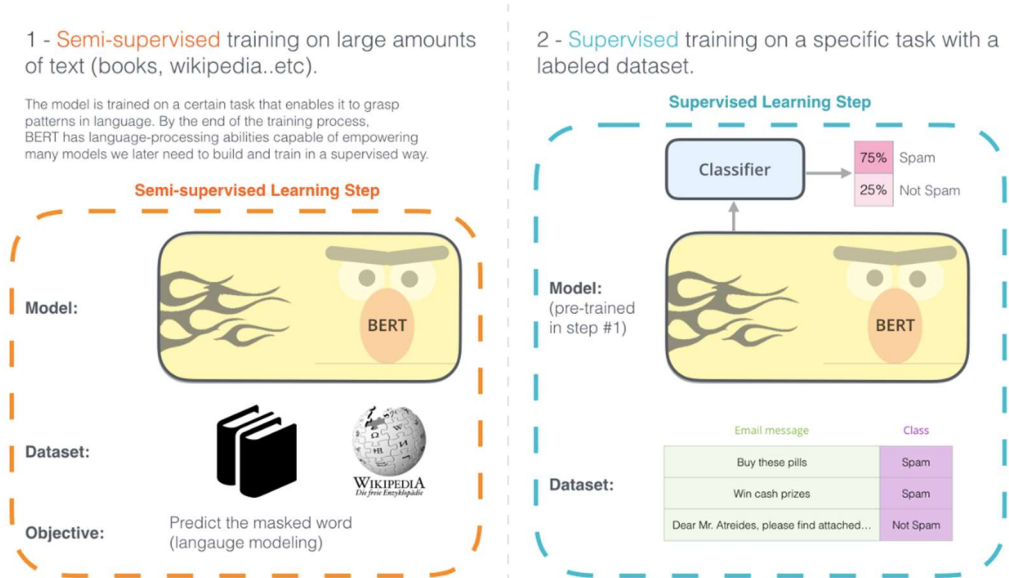 1 - Semi-supervised training on large amounts
of text (books, wikipedia..etc).
The model is trained on a certain task that enables it to grasp
patterns in language. By the end of the training process,
BERT has language-processing abilities capable of empowering
many models we later need to build and train in a supervised way.
Semi-supervised Learning Step
Model:
BERT
Dataset:
WIKIPEDIA
Die freie Enzyklopädie
Objective:
Predict the masked word
(langauge modeling)
2 - Supervised training on a specific task with a
labeled dataset.
Supervised Learning Step
Classifier
75% Spam
25% Not Spam
Model:
(pre-trained
in step #1)
BERT
Email message Class
Dataset:
Buy these pills Spam
Win cash prizes Spam
Dear Mr. Atreides, please find attached... Not Spam